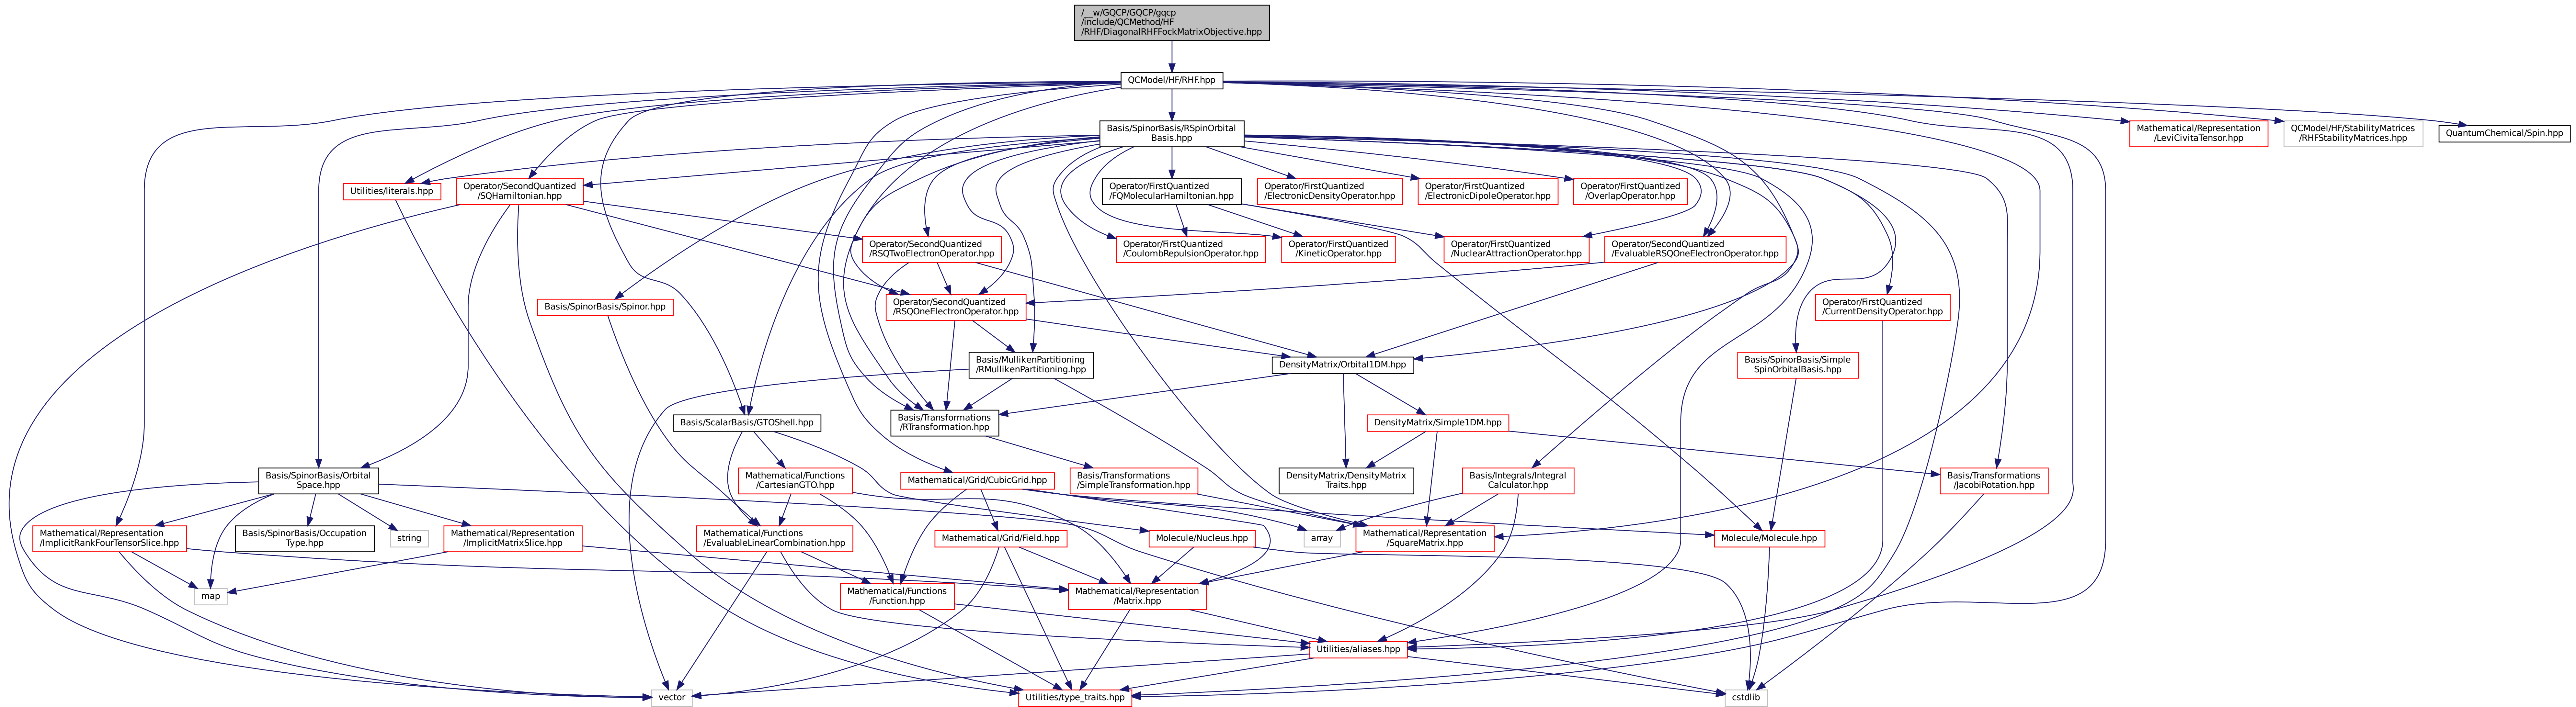 /__w/GQCP/GQCP/gqcp
/include/QCMethod/HF
/RHF/DiagonalRHFFockMatrixObjective.hpp
QCModel/HF/RHF.hpp
Basis/SpinorBasis/RSpinOrbital
Basis.hpp
Mathematical/Representation
/LeviCivitaTensor.hpp
QCModel/HF/StabilityMatrices
/RHFStabilityMatrices.hpp
QuantumChemical/Spin.hpp
Utilities/literals.hpp
Operator/SecondQuantized
/SQHamiltonian.hpp
Operator/FirstQuantized
/FQMolecularHamiltonian.hpp
Operator/FirstQuantized
/ElectronicDensityOperator.hpp
Operator/FirstQuantized
/ElectronicDipoleOperator.hpp
Operator/FirstQuantized
/OverlapOperator.hpp
Operator/SecondQuantized
/RSQTwoElectronOperator.hpp
Operator/FirstQuantized
/CoulombRepulsionOperator.hpp
Operator/FirstQuantized
/KineticOperator.hpp
Operator/FirstQuantized
/NuclearAttractionOperator.hpp
Operator/SecondQuantized
/EvaluableRSQOneElectronOperator.hpp
Basis/SpinorBasis/Spinor.hpp
Operator/SecondQuantized
/RSQOneElectronOperator.hpp
Operator/FirstQuantized
/CurrentDensityOperator.hpp
Basis/MullikenPartitioning
/RMullikenPartitioning.hpp
DensityMatrix/Orbital1DM.hpp
Basis/SpinorBasis/Simple
SpinOrbitalBasis.hpp
Basis/ScalarBasis/GTOShell.hpp
Basis/Transformations
/RTransformation.hpp
DensityMatrix/Simple1DM.hpp
Basis/SpinorBasis/Orbital
Space.hpp
Mathematical/Functions
/CartesianGTO.hpp
Mathematical/Grid/CubicGrid.hpp
Basis/Transformations
/SimpleTransformation.hpp
DensityMatrix/DensityMatrix
Traits.hpp
Basis/Integrals/Integral
Calculator.hpp
Basis/Transformations
/JacobiRotation.hpp
Mathematical/Representation
/ImplicitRankFourTensorSlice.hpp
Basis/SpinorBasis/Occupation
Type.hpp
string
Mathematical/Representation
/ImplicitMatrixSlice.hpp
Mathematical/Functions
/EvaluableLinearCombination.hpp
Mathematical/Grid/Field.hpp
Molecule/Nucleus.hpp
array
Mathematical/Representation
/SquareMatrix.hpp
Molecule/Molecule.hpp
map
Mathematical/Functions
/Function.hpp
Mathematical/Representation
/Matrix.hpp
Utilities/aliases.hpp
vector
Utilities/type_traits.hpp
cstdlib